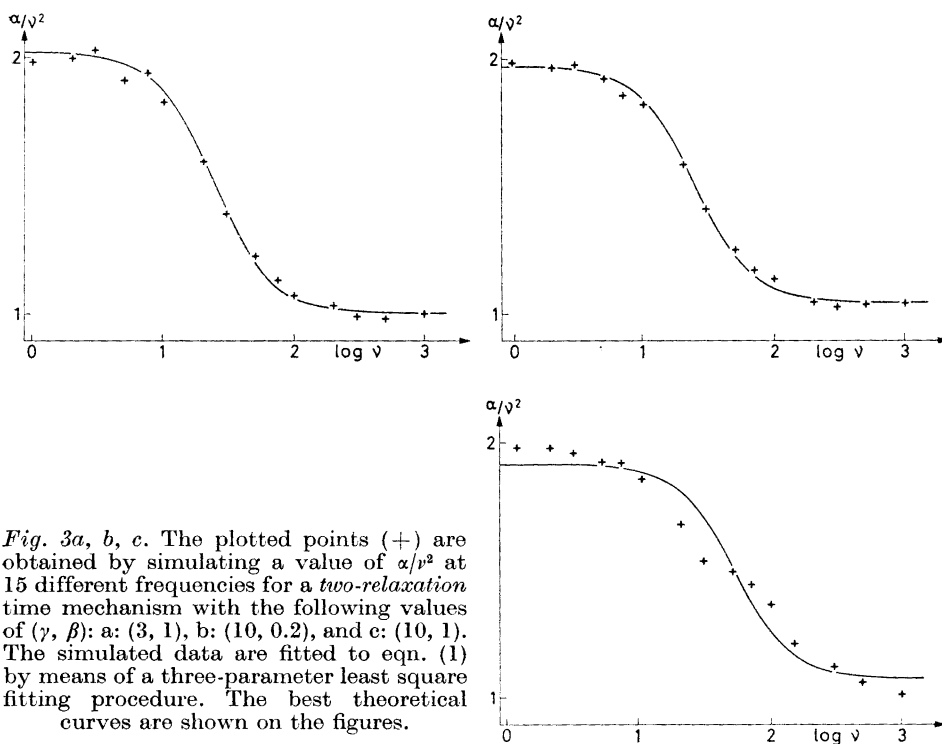 α/ν²
2
1
0 1 2 log ν 3
α/ν²
2
1
0 1 2 log ν 3
α/ν²
2
1
0 1 2 log ν 3
Fig. 3a, b, c. The plotted points (+) are
obtained by simulating a value of α/ν² at
15 different frequencies for a two-relaxation
time mechanism with the following values
of (γ, β): a: (3, 1), b: (10, 0.2), and c: (10, 1).
The simulated data are fitted to eqn. (1)
by means of a three-parameter least square
fitting procedure. The best theoretical
curves are shown on the figures.